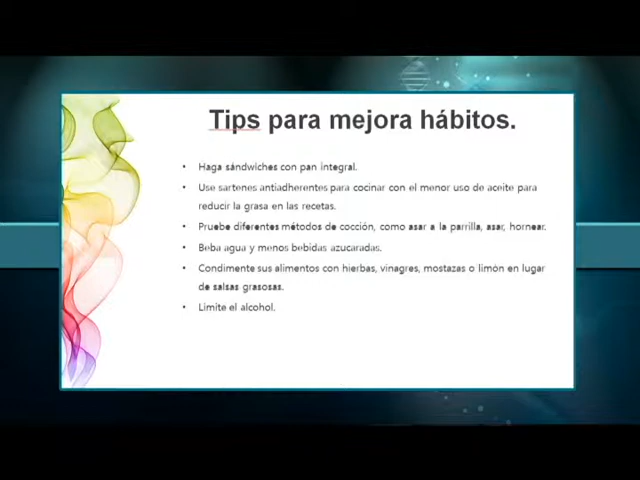 Tips para mejora hábitos.
• Haga sándwiches con pan integral.
• Use sartenes antiadherentes para cocinar con el menor uso de aceite para
reducir la grasa en las recetas.
• Pruebe diferentes métodos de cocción, como asar a la parrilla, asar, hornear.
• Beba agua y menos bebidas azucaradas.
• Condimente sus alimentos con hierbas, vinagres, mostazas o limón en lugar
de salsas grasosas.
• Limite el alcohol.